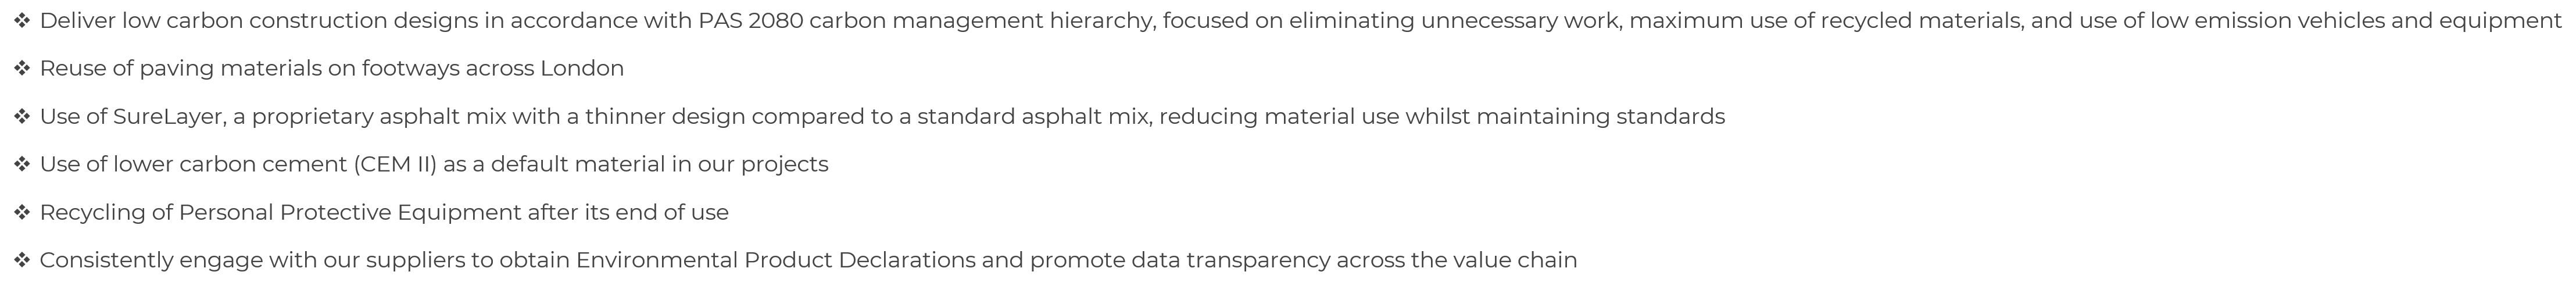 ❖ Deliver low carbon construction designs in accordance with PAS 2080 carbon management hierarchy, focused on eliminating unnecessary work, maximum use of recycled materials, and use of low emission vehicles and equipment
❖ Reuse of paving materials on footways across London
❖ Use of SureLayer, a proprietary asphalt mix with a thinner design compared to a standard asphalt mix, reducing material use whilst maintaining standards
❖ Use of lower carbon cement (CEM II) as a default material in our projects
❖ Recycling of Personal Protective Equipment after its end of use
❖ Consistently engage with our suppliers to obtain Environmental Product Declarations and promote data transparency across the value chain